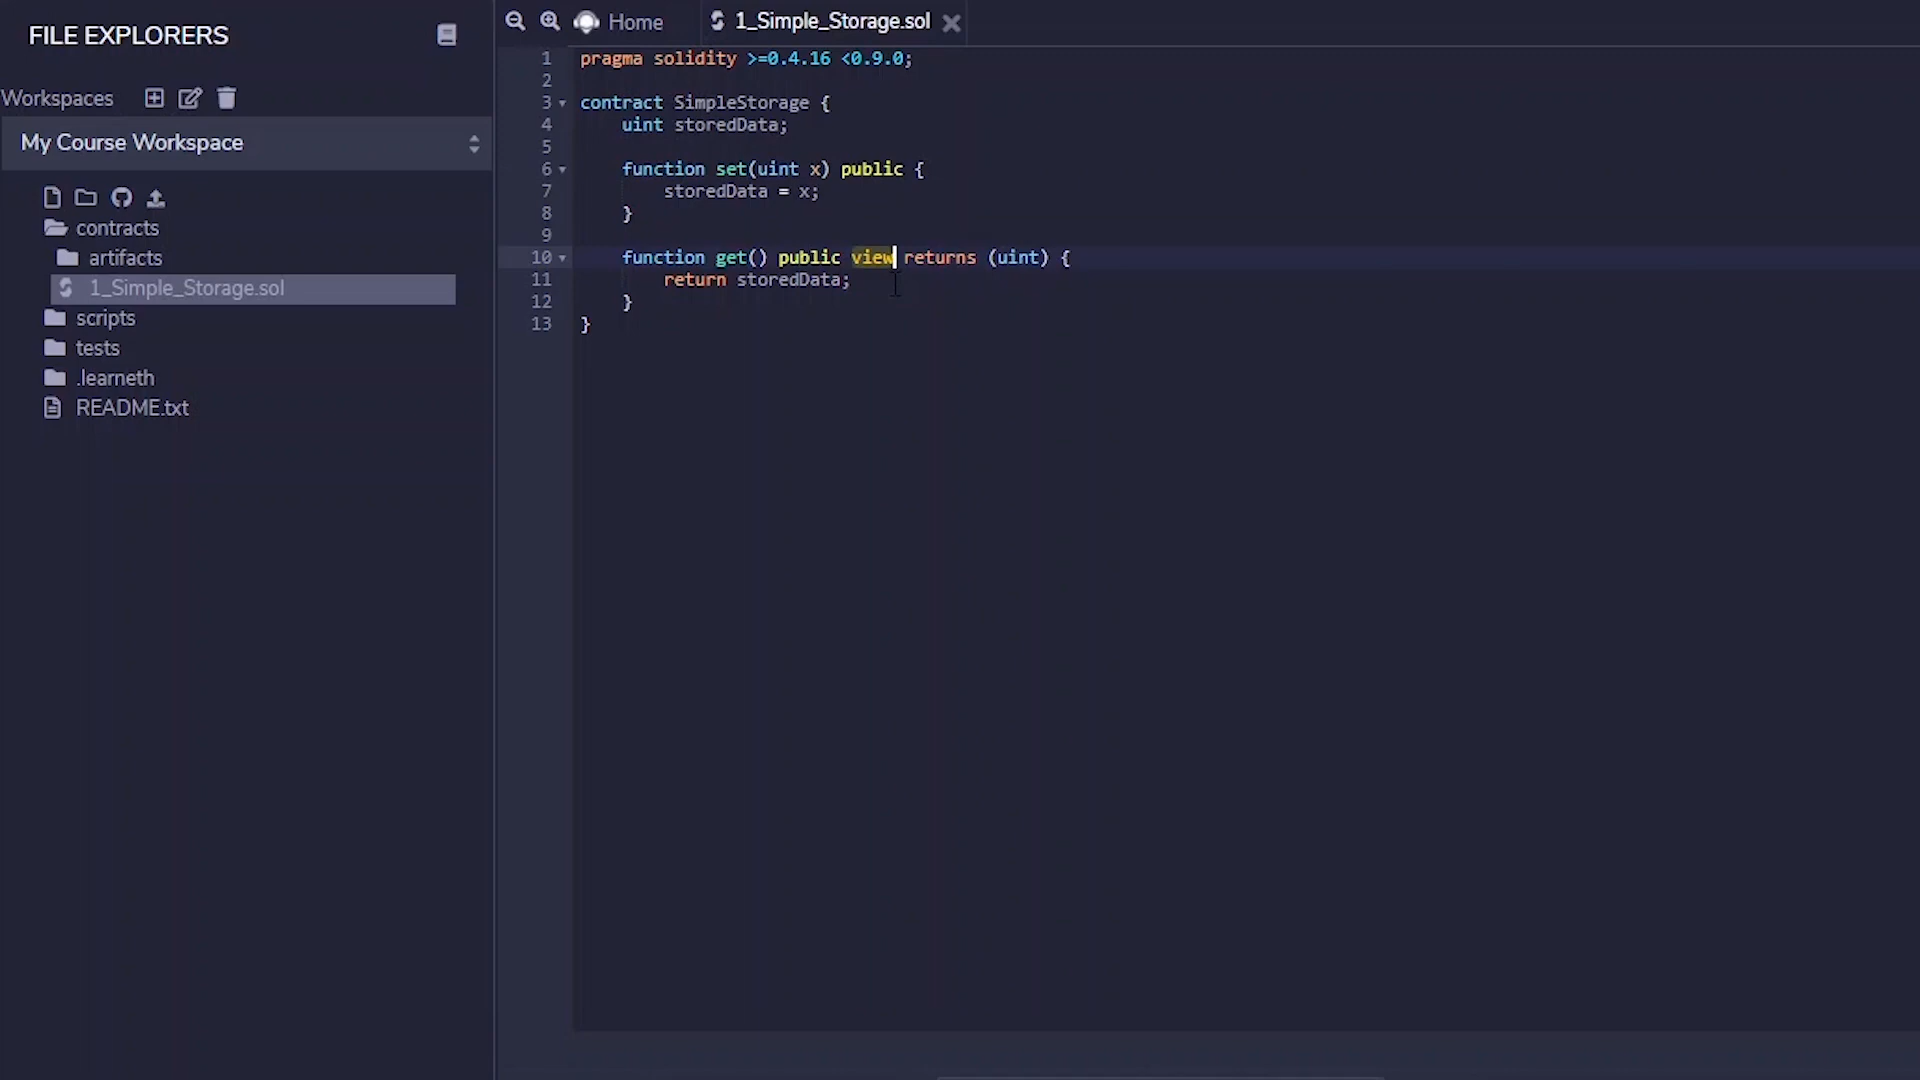 FILE EXPLORERS
Workspaces
My Course Workspace
contracts
artifacts
1_Simple_Storage.sol
scripts
tests
.learneth
README.txt
Home
1_Simple_Storage.sol
1 pragma solidity >=0.4.16 <0.9.0;
2
3 contract SimpleStorage {
4     uint storedData;
5
6     function set(uint x) public {
7         storedData = x;
8     }
9
10     function get() public view returns (uint) {
11         return storedData;
12     }
13 }